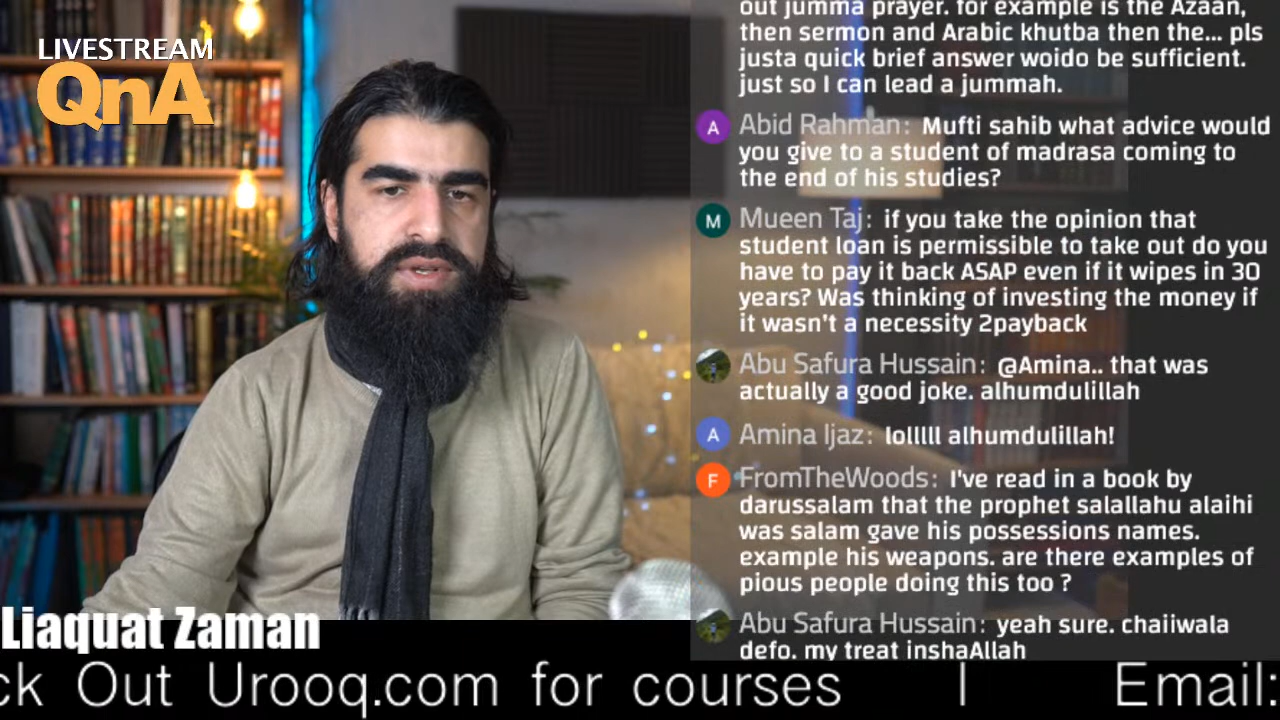 LIVESTREAM
QnA
out jumma prayer. for example is the Azaan,
then sermon and Arabic khutba then the... pls
justa quick brief answer woido be sufficient.
just so I can lead a jummah.
A Abid Rahman: Mufti sahib what advice would
you give to a student of madrasa coming to
the end of his studies?
M Mueen Taj: if you take the opinion that
student loan is permissible to take out do you
have to pay it back ASAP even if it wipes in 30
years? Was thinking of investing the money if
it wasn't a necessity 2payback
Abu Safura Hussain: @Amina.. that was
actually a good joke. alhumdulillah
A Amina Ijaz: lolllll alhumdulillah!
F FromTheWoods: I've read in a book by
darussalam that the prophet salallahu alaihi
was salam gave his possessions names.
example his weapons. are there examples of
pious people doing this too ?
Abu Safura Hussain: yeah sure. chaiiwala
defo. my treat inshaAllah
Liaquat Zaman
ck Out Urooq.com for courses | Email: